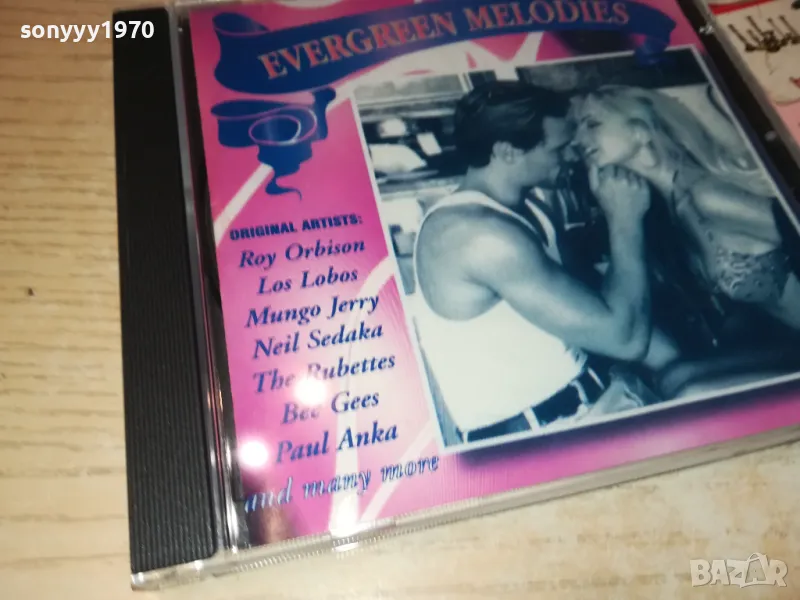 sonyyy1970
EVERGREEN MELODIES
ORIGINAL ARTISTS:
Roy Orbison
Los Lobos
Mungo Jerry
Neil Sedaka
The Rubettes
Bee Gees
Paul Anka
and many more
BAZAR